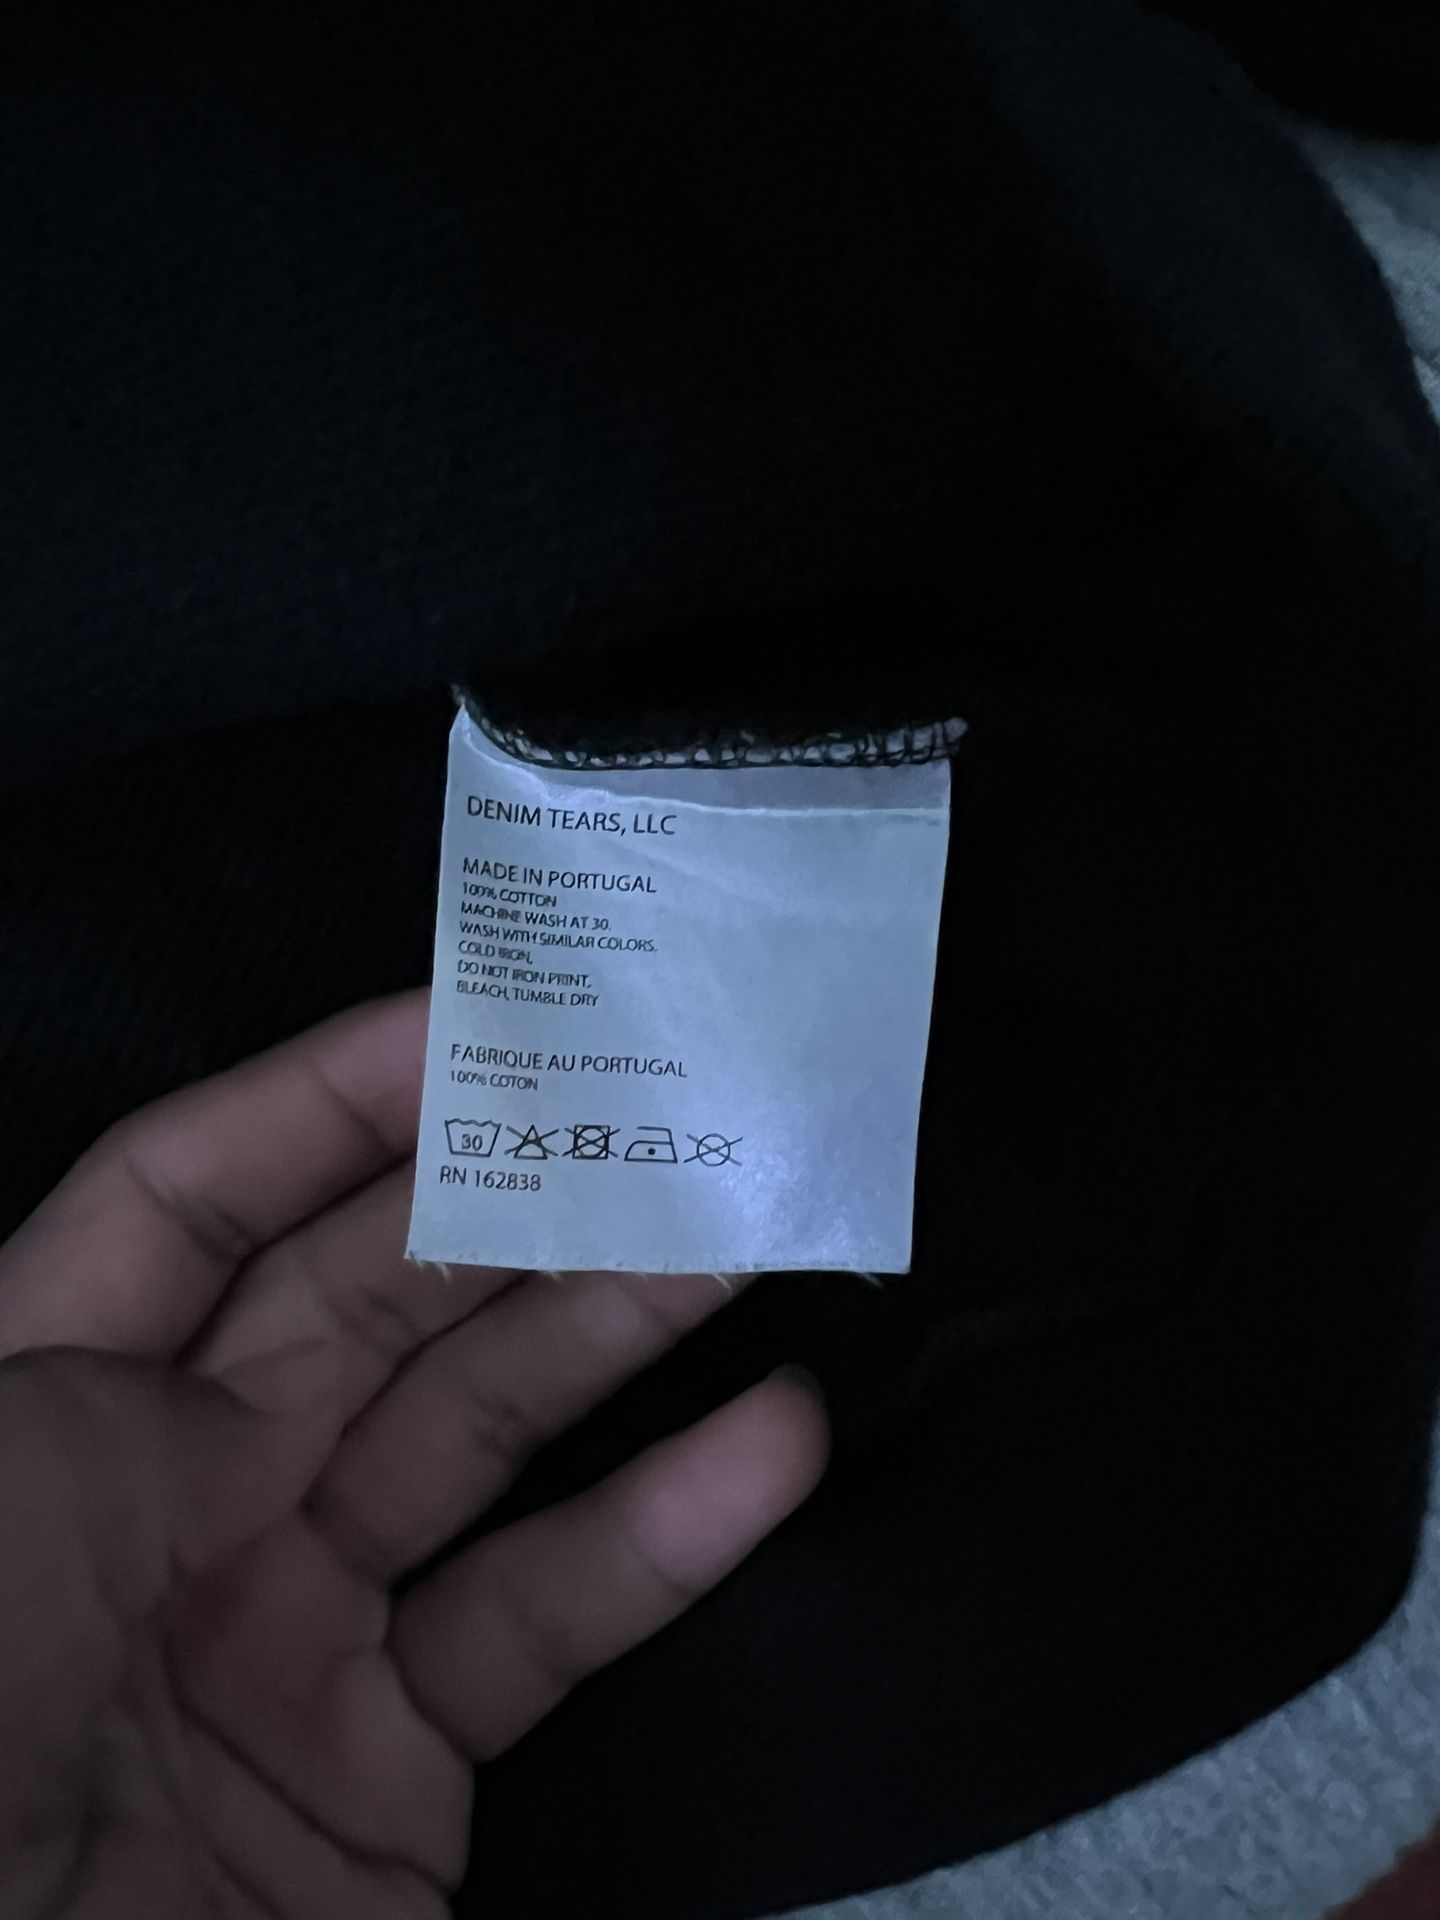 DENIM TEARS, LLC
MADE IN PORTUGAL
100% COTTON
MACHINE WASH AT 30.
WASH WITH SIMILAR COLORS.
COLD IRON,
DO NOT IRON PRINT,
BLEACH, TUMBLE DRY
FABRIQUE AU PORTUGAL
100% COTON
30
RN 162838